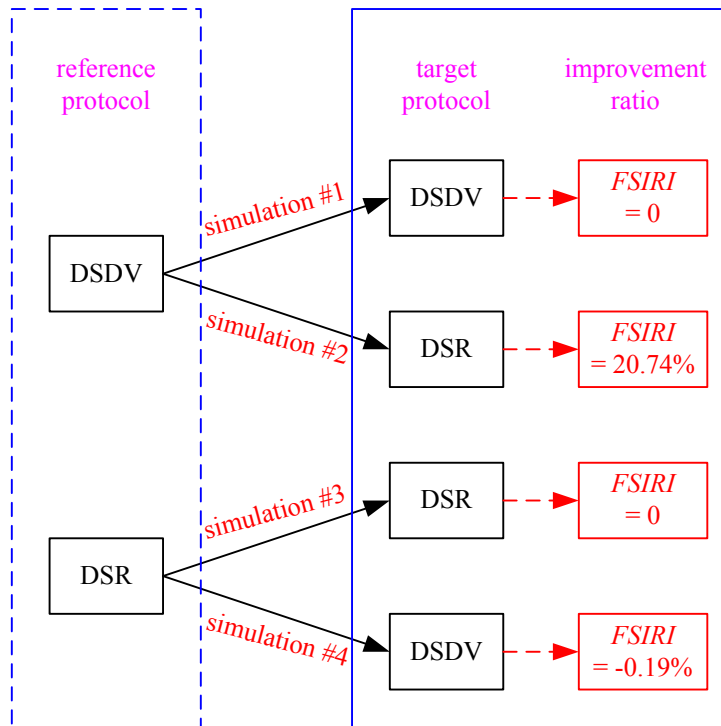 reference
protocol
target
protocol
improvement
ratio
DSDV
simulation #1
DSDV
FSIRI
= 0
simulation #2
DSR
FSIRI
= 20.74%
DSR
simulation #3
DSR
FSIRI
= 0
simulation #4
DSDV
FSIRI
= -0.19%